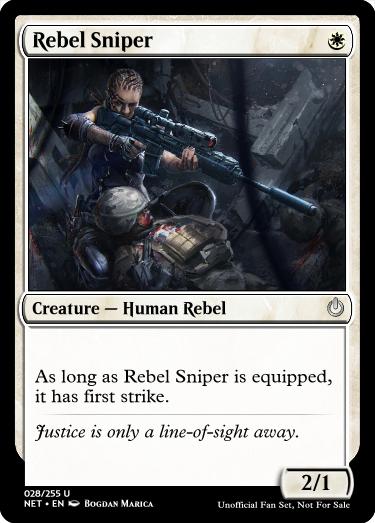 Rebel Sniper
Creature — Human Rebel
As long as Rebel Sniper is equipped,
it has first strike.
Justice is only a line-of-sight away.
2/1
028/255 U
NET • EN Bogdan Marica
Unofficial Fan Set, Not For Sale